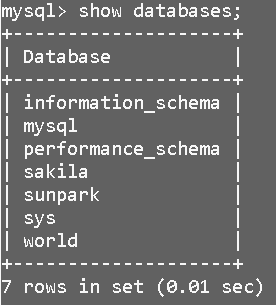 mysql> show databases;
+--------------------+
| Database           |
+--------------------+
| information_schema |
| mysql              |
| performance_schema |
| sakila             |
| sunpark            |
| sys                |
| world              |
+--------------------+
7 rows in set (0.01 sec)